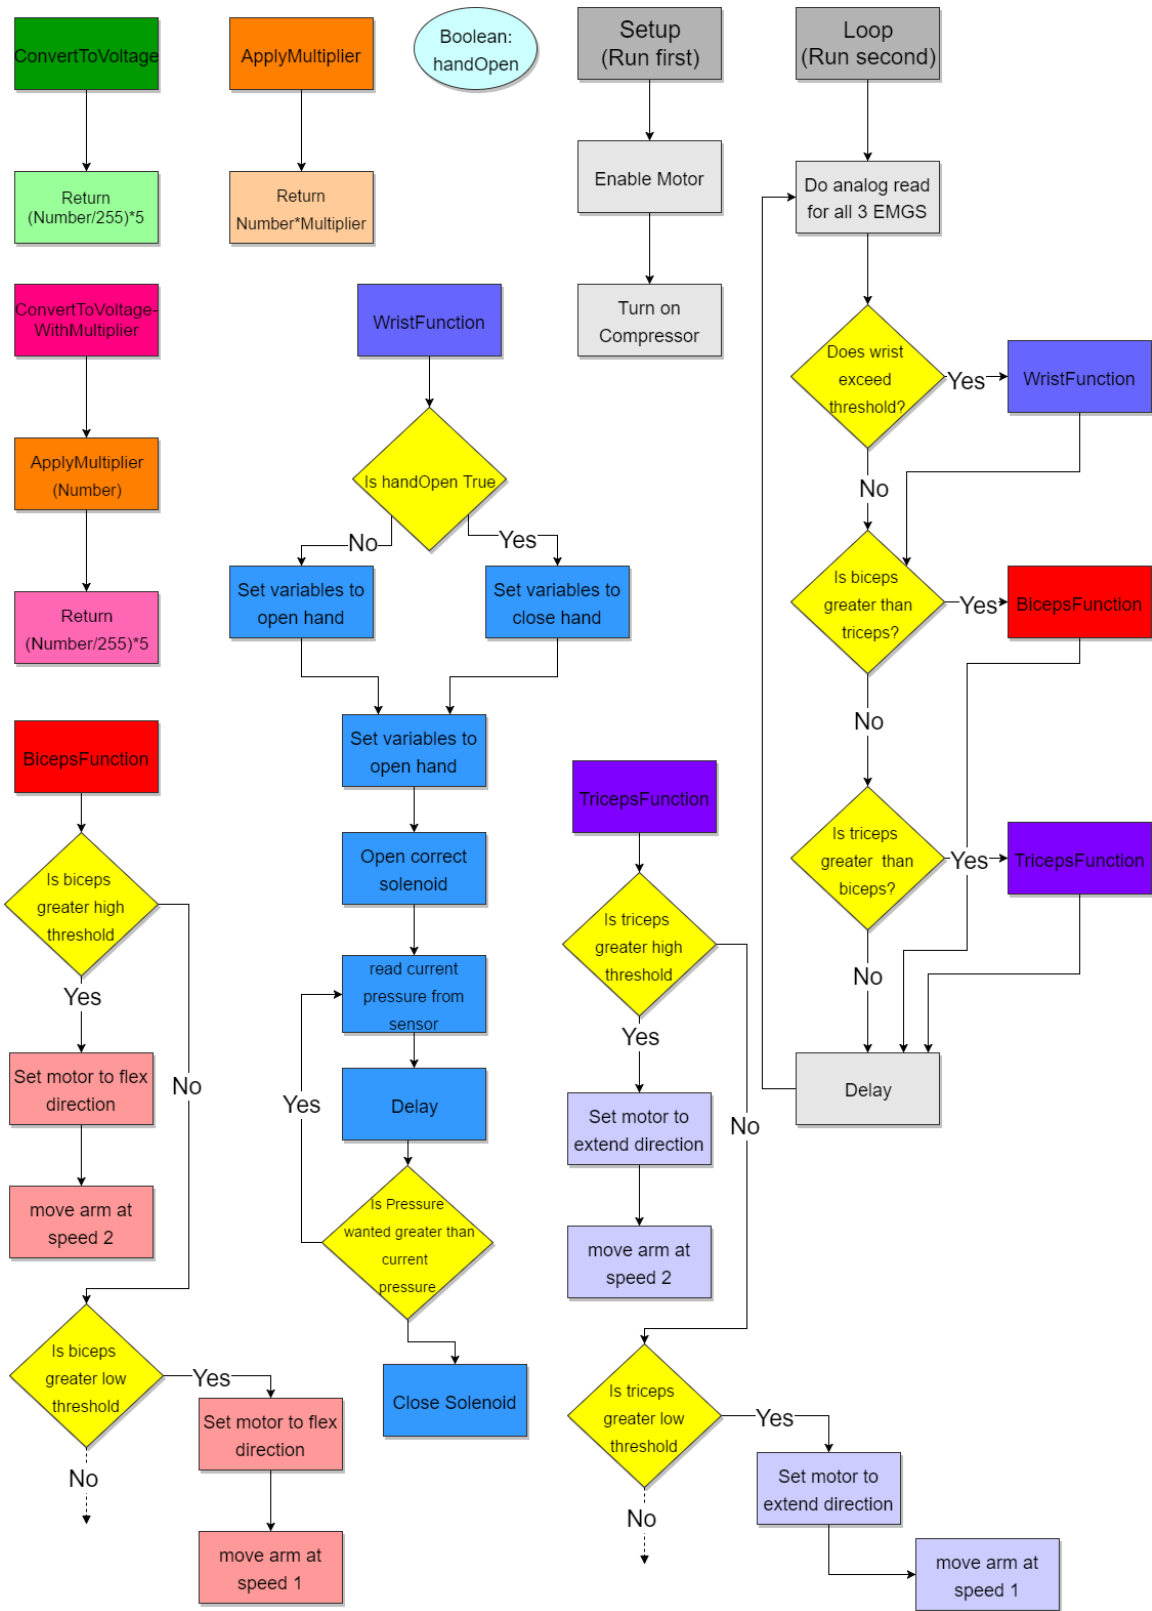 ConvertToVoltage
Return
(Number/255)*5
ApplyMultiplier
Return
Number*Multiplier
Boolean:
handOpen
Setup
(Run first)
Enable Motor
Turn on
Compressor
Loop
(Run second)
Do analog read
for all 3 EMGS
Does wrist
exceed
threshold?
Yes
WristFunction
No
Is biceps
greater than
triceps?
Yes
BicepsFunction
No
Is triceps
greater than
biceps?
Yes
TricepsFunction
No
Delay
ConvertToVoltage-
WithMultiplier
ApplyMultiplier
(Number)
Return
(Number/255)*5
WristFunction
Is handOpen True
No
Yes
Set variables to
open hand
Set variables to
close hand
Set variables to
open hand
Open correct
solenoid
read current
pressure from
sensor
Delay
Yes
Is Pressure
wanted greater than
current
pressure
Close Solenoid
BicepsFunction
Is biceps
greater high
threshold
Yes
No
Set motor to flex
direction
move arm at
speed 2
Is biceps
greater low
threshold
Yes
No
Set motor to flex
direction
move arm at
speed 1
TricepsFunction
Is triceps
greater high
threshold
Yes
No
Set motor to
extend direction
move arm at
speed 2
Is triceps
greater low
threshold
Yes
No
Set motor to
extend direction
move arm at
speed 1